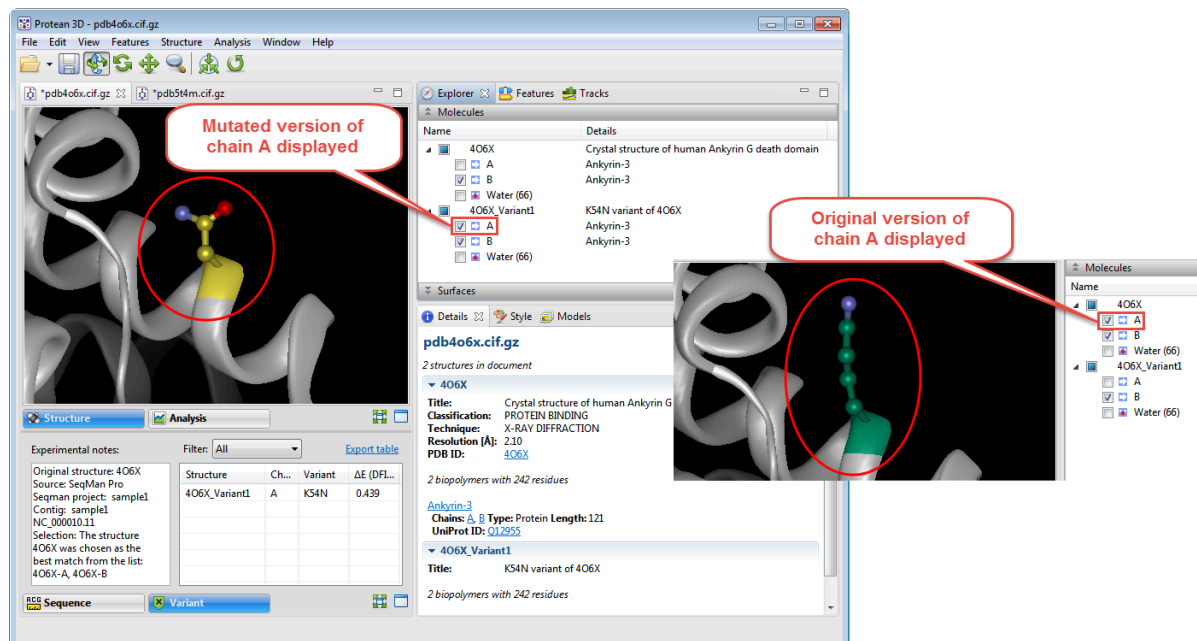 Protean 3D - pdb4o6x.cif.gz
File Edit View Features Structure Analysis Window Help
*pdb4o6x.cif.gz
*pdb5t4m.cif.gz
Mutated version of
chain A displayed
Explorer
Features
Tracks
Molecules
Name Details
4O6X Crystal structure of human Ankyrin G death domain
A Ankyrin-3
B Ankyrin-3
Water (66)
4O6X_Variant1 K54N variant of 4O6X
A Ankyrin-3
B Ankyrin-3
Water (66)
Surfaces
Original version of
chain A displayed
Molecules
Name
4O6X
A
B
Water (66)
4O6X_Variant1
A
B
Water (66)
Details
Style
Models
pdb4o6x.cif.gz
2 structures in document
4O6X
Title: Crystal structure of human Ankyrin G
Classification: PROTEIN BINDING
Technique: X-RAY DIFFRACTION
Resolution [Å]: 2.10
PDB ID: 4O6X
2 biopolymers with 242 residues
Ankyrin-3
Chains: A, B Type: Protein Length: 121
UniProt ID: Q12955
4O6X_Variant1
Title: K54N variant of 4O6X
2 biopolymers with 242 residues
Structure
Analysis
Experimental notes:
Original structure: 4O6X
Source: SeqMan Pro
Seqman project: sample1
Contig: sample1
NC_000010.11
Selection: The structure
4O6X was chosen as the
best match from the list:
4O6X-A, 4O6X-B
Filter: All
Export table
Structure Ch... Variant ΔE (DFI...
4O6X_Variant1 A K54N 0.439
Sequence
Variant